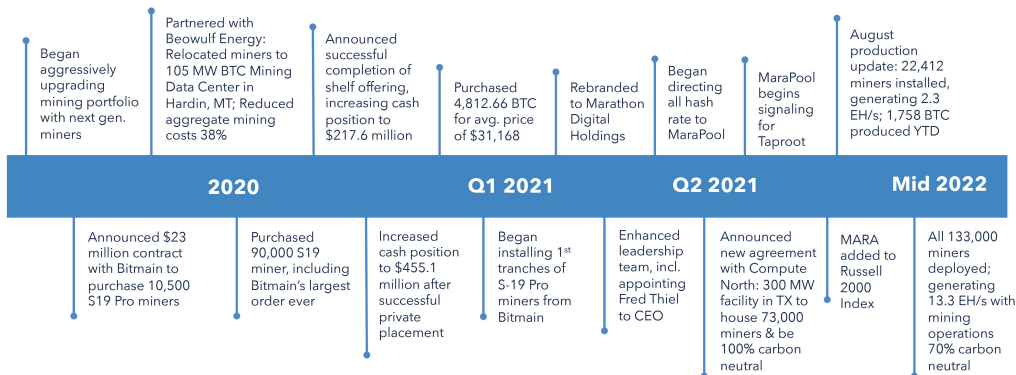 Began
aggressively
upgrading
mining portfolio
with next gen.
miners
Partnered with
Beowulf Energy:
Relocated miners to
105 MW BTC Mining
Data Center in
Hardin, MT; Reduced
aggregate mining
costs 38%
Announced
successful
completion of
shelf offering,
increasing cash
position to
$217.6 million
Purchased
4,812.66 BTC
for avg. price
of $31,168
Rebranded
to Marathon
Digital
Holdings
Began
directing
all hash
rate to
MaraPool
MaraPool
begins
signaling
for
Taproot
August
production
update: 22,412
miners installed,
generating 2.3
EH/s; 1,758 BTC
produced YTD
2020
Q1 2021
Q2 2021
Mid 2022
Announced $23
million contract
with Bitmain to
purchase 10,500
S19 Pro miners
Purchased
90,000 S19
miner, including
Bitmain's largest
order ever
Increased
cash position
to $455.1
million after
successful
private
placement
Began
installing 1st
tranches of
S-19 Pro
miners from
Bitmain
Enhanced
leadership
team, incl.
appointing
Fred Thiel
to CEO
Announced
new agreement
with Compute
North: 300 MW
facility in TX to
house 73,000
miners & be
100% carbon
neutral
MARA
added to
Russell
2000
Index
All 133,000
miners
deployed;
generating
13.3 EH/s with
mining
operations
70% carbon
neutral